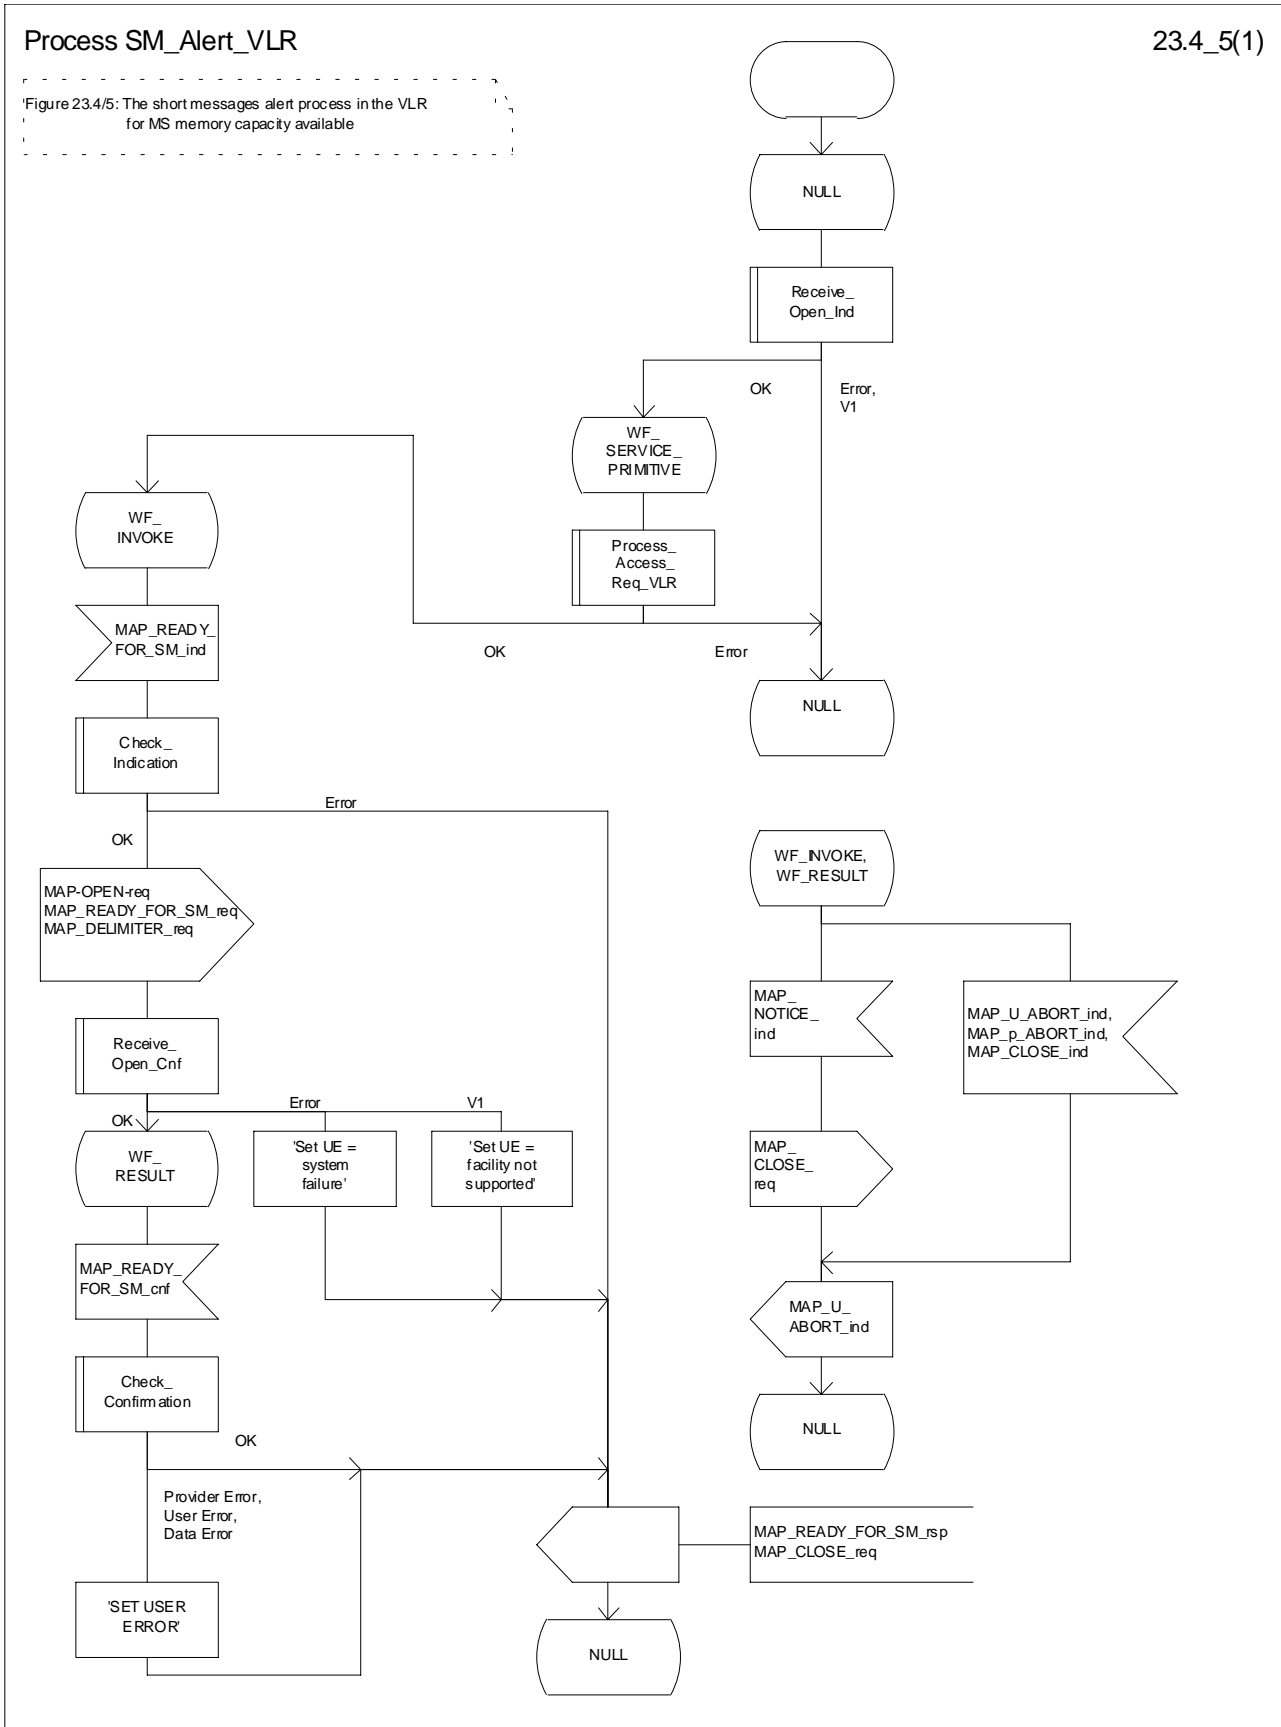 Process SM_Alert_VLR
23.4_5(1)
'Figure 23.4/5: The short messages alert process in the VLR
for MS memory capacity available
NULL
Receive_
Open_Ind
OK
Error,
V1
WF_
SERVICE_
PRIMITIVE
Process_
Access_
Req_VLR
OK
Error
NULL
WF_
INVOKE
MAP_READY_
FOR_SM_ind
Check_
Indication
Error
OK
MAP-OPEN-req
MAP_READY_FOR_SM_req
MAP_DELIMITER_req
Receive_
Open_Cnf
Error
V1
OK
WF_
RESULT
'Set UE =
system
failure'
'Set UE =
facility not
supported'
MAP_READY_
FOR_SM_cnf
Check_
Confirmation
OK
Provider Error,
User Error,
Data Error
'SET USER
ERROR'
MAP_READY_FOR_SM_rsp
MAP_CLOSE_req
NULL
WF_INVOKE,
WF_RESULT
MAP_
NOTICE_
ind
MAP_U_ABORT_ind,
MAP_p_ABORT_ind,
MAP_CLOSE_ind
MAP_
CLOSE_
req
MAP_U_
ABORT_ind
NULL